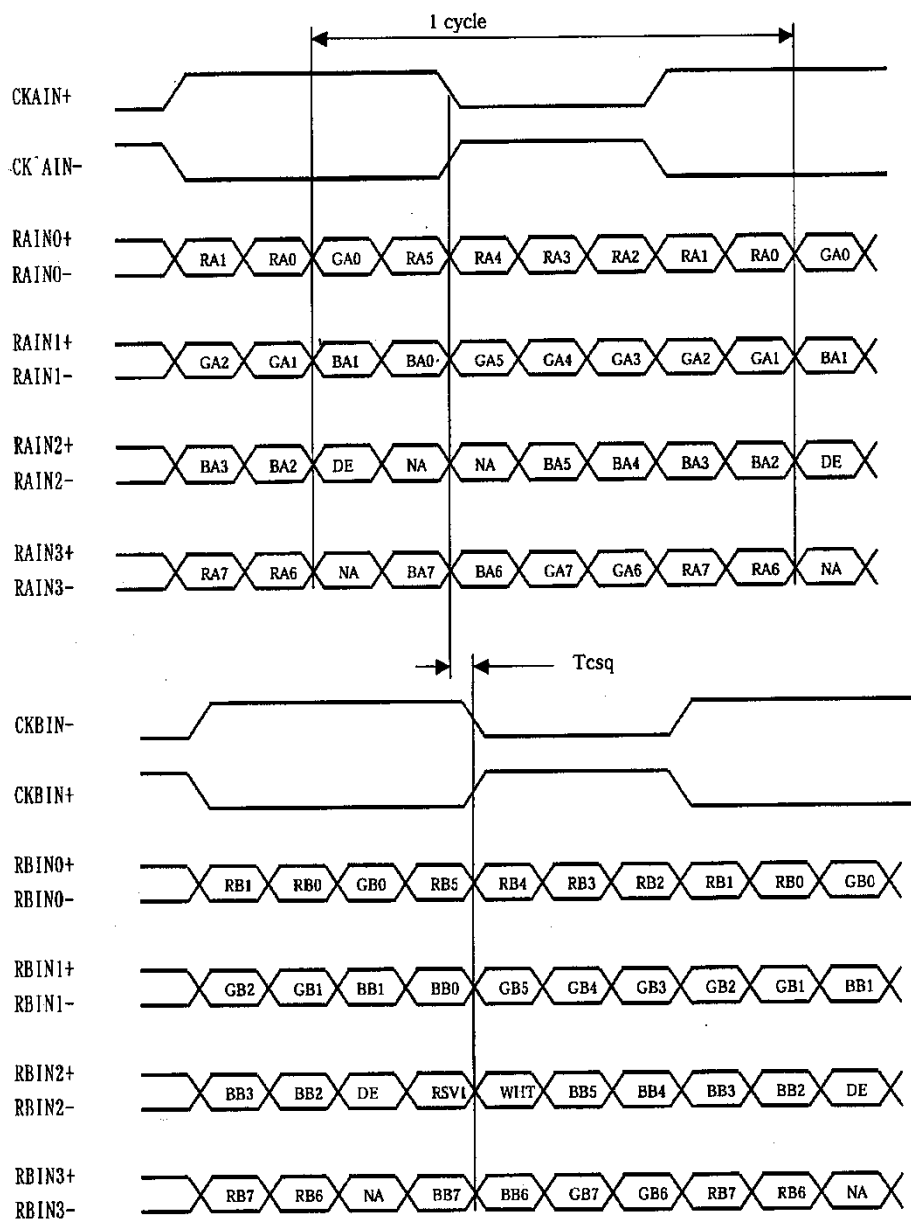 1 cycle
CKAIN+
CK AIN-
RAIN0+
RA1 RA0 GA0 RA5 RA4 RA3 RA2 RA1 RA0 GA0
RAIN0-
RAIN1+
GA2 GA1 BA1 BA0 GA5 GA4 GA3 GA2 GA1 BA1
RAIN1-
RAIN2+
BA3 BA2 DE NA NA BA5 BA4 BA3 BA2 DE
RAIN2-
RAIN3+
RA7 RA6 NA BA7 BA6 GA7 GA6 RA7 RA6 NA
RAIN3-
Tcsq
CKBIN-
CKBIN+
RBIN0+
RB1 RB0 GB0 RB5 RB4 RB3 RB2 RB1 RB0 GB0
RBIN0-
RBIN1+
GB2 GB1 BB1 BB0 GB5 GB4 GB3 GB2 GB1 BB1
RBIN1-
RBIN2+
BB3 BB2 DE RSV1 WHT BB5 BB4 BB3 BB2 DE
RBIN2-
RBIN3+
RB7 RB6 NA BB7 BB6 GB7 GB6 RB7 RB6 NA
RBIN3-